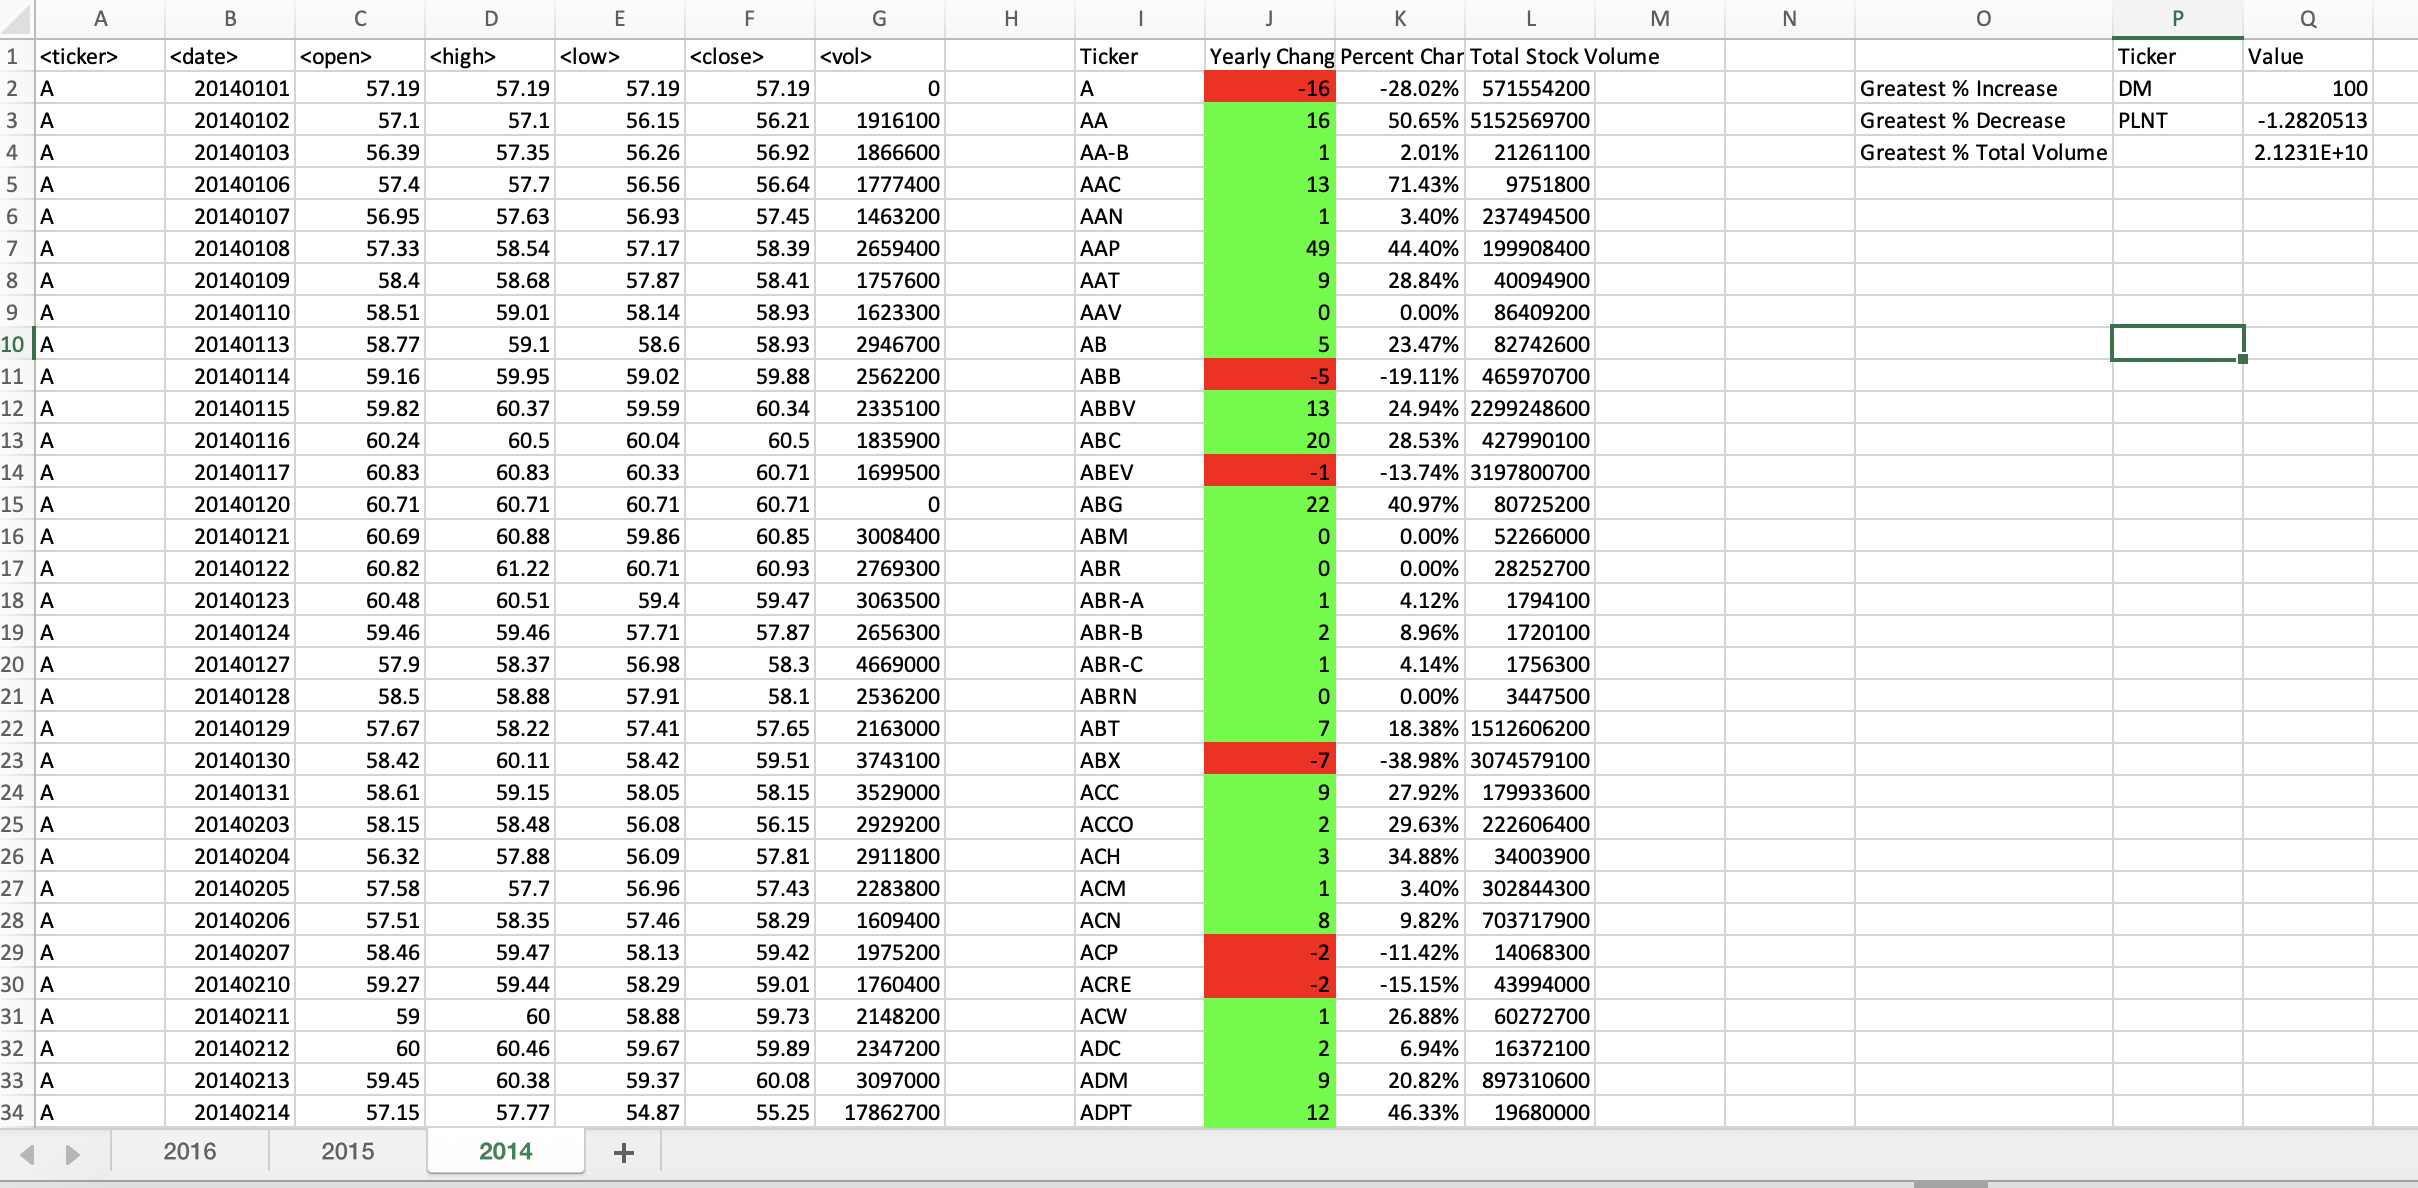 A B C D E F G H I J K L M N O P Q
1 <ticker> <date> <open> <high> <low> <close> <vol> Ticker Yearly Chang Percent Char Total Stock Volume Ticker Value
2 A 20140101 57.19 57.19 57.19 57.19 0 A -16 -28.02% 571554200 Greatest % Increase DM 100
3 A 20140102 57.1 57.1 56.15 56.21 1916100 AA 16 50.65% 5152569700 Greatest % Decrease PLNT -1.2820513
4 A 20140103 56.39 57.35 56.26 56.92 1866600 AA-B 1 2.01% 21261100 Greatest % Total Volume 2.1231E+10
5 A 20140106 57.4 57.7 56.56 56.64 1777400 AAC 13 71.43% 9751800
6 A 20140107 56.95 57.63 56.93 57.45 1463200 AAN 1 3.40% 237494500
7 A 20140108 57.33 58.54 57.17 58.39 2659400 AAP 49 44.40% 199908400
8 A 20140109 58.4 58.68 57.87 58.41 1757600 AAT 9 28.84% 40094900
9 A 20140110 58.51 59.01 58.14 58.93 1623300 AAV 0 0.00% 86409200
10 A 20140113 58.77 59.1 58.6 58.93 2946700 AB 5 23.47% 82742600
11 A 20140114 59.16 59.95 59.02 59.88 2562200 ABB -5 -19.11% 465970700
12 A 20140115 59.82 60.37 59.59 60.34 2335100 ABBV 13 24.94% 2299248600
13 A 20140116 60.24 60.5 60.04 60.5 1835900 ABC 20 28.53% 427990100
14 A 20140117 60.83 60.83 60.33 60.71 1699500 ABEV -1 -13.74% 3197800700
15 A 20140120 60.71 60.71 60.71 60.71 0 ABG 22 40.97% 80725200
16 A 20140121 60.69 60.88 59.86 60.85 3008400 ABM 0 0.00% 52266000
17 A 20140122 60.82 61.22 60.71 60.93 2769300 ABR 0 0.00% 28252700
18 A 20140123 60.48 60.51 59.4 59.47 3063500 ABR-A 1 4.12% 1794100
19 A 20140124 59.46 59.46 57.71 57.87 2656300 ABR-B 2 8.96% 1720100
20 A 20140127 57.9 58.37 56.98 58.3 4669000 ABR-C 1 4.14% 1756300
21 A 20140128 58.5 58.88 57.91 58.1 2536200 ABRN 0 0.00% 3447500
22 A 20140129 57.67 58.22 57.41 57.65 2163000 ABT 7 18.38% 1512606200
23 A 20140130 58.42 60.11 58.42 59.51 3743100 ABX -7 -38.98% 3074579100
24 A 20140131 58.61 59.15 58.05 58.15 3529000 ACC 9 27.92% 179933600
25 A 20140203 58.15 58.48 56.08 56.15 2929200 ACCO 2 29.63% 222606400
26 A 20140204 56.32 57.88 56.09 57.81 2911800 ACH 3 34.88% 34003900
27 A 20140205 57.58 57.7 56.96 57.43 2283800 ACM 1 3.40% 302844300
28 A 20140206 57.51 58.35 57.46 58.29 1609400 ACN 8 9.82% 703717900
29 A 20140207 58.46 59.47 58.13 59.42 1975200 ACP -2 -11.42% 14068300
30 A 20140210 59.27 59.44 58.29 59.01 1760400 ACRE -2 -15.15% 43994000
31 A 20140211 59 60 58.88 59.73 2148200 ACW 1 26.88% 60272700
32 A 20140212 60 60.46 59.67 59.89 2347200 ADC 2 6.94% 16372100
33 A 20140213 59.45 60.38 59.37 60.08 3097000 ADM 9 20.82% 897310600
34 A 20140214 57.15 57.77 54.87 55.25 17862700 ADPT 12 46.33% 19680000
2016 2015 2014 +